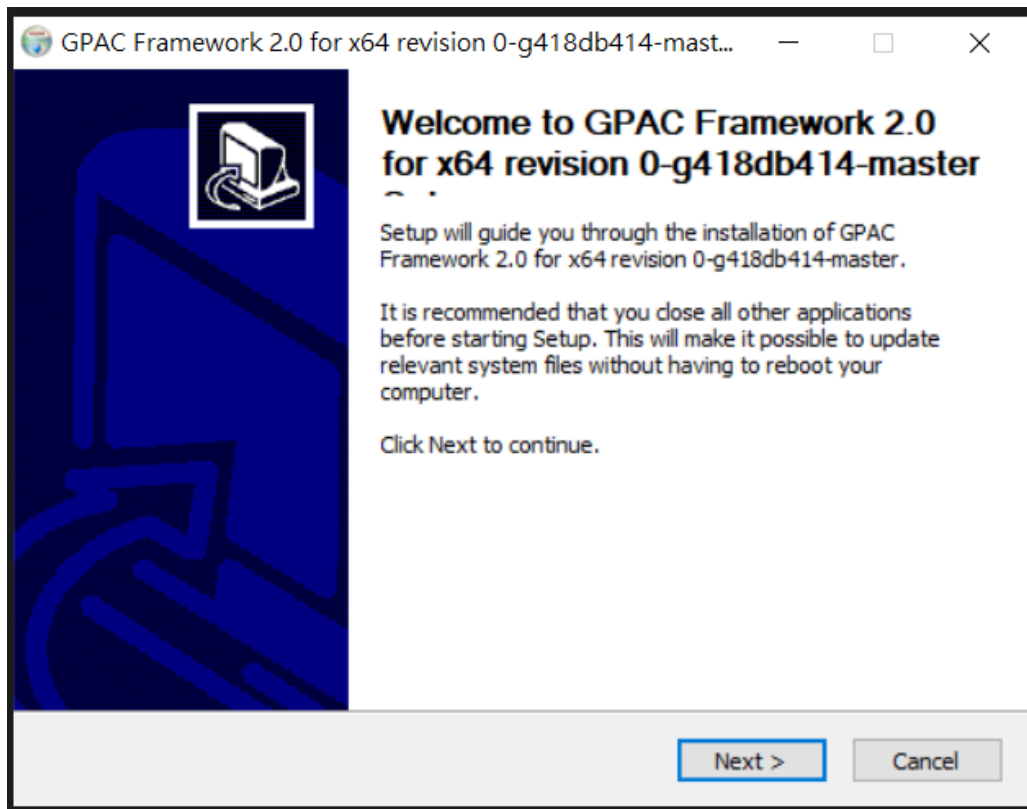 GPAC Framework 2.0 for x64 revision 0-g418db414-mast...
Welcome to GPAC Framework 2.0
for x64 revision 0-g418db414-master
Setup will guide you through the installation of GPAC
Framework 2.0 for x64 revision 0-g418db414-master.
It is recommended that you close all other applications
before starting Setup. This will make it possible to update
relevant system files without having to reboot your
computer.
Click Next to continue.
Next >
Cancel